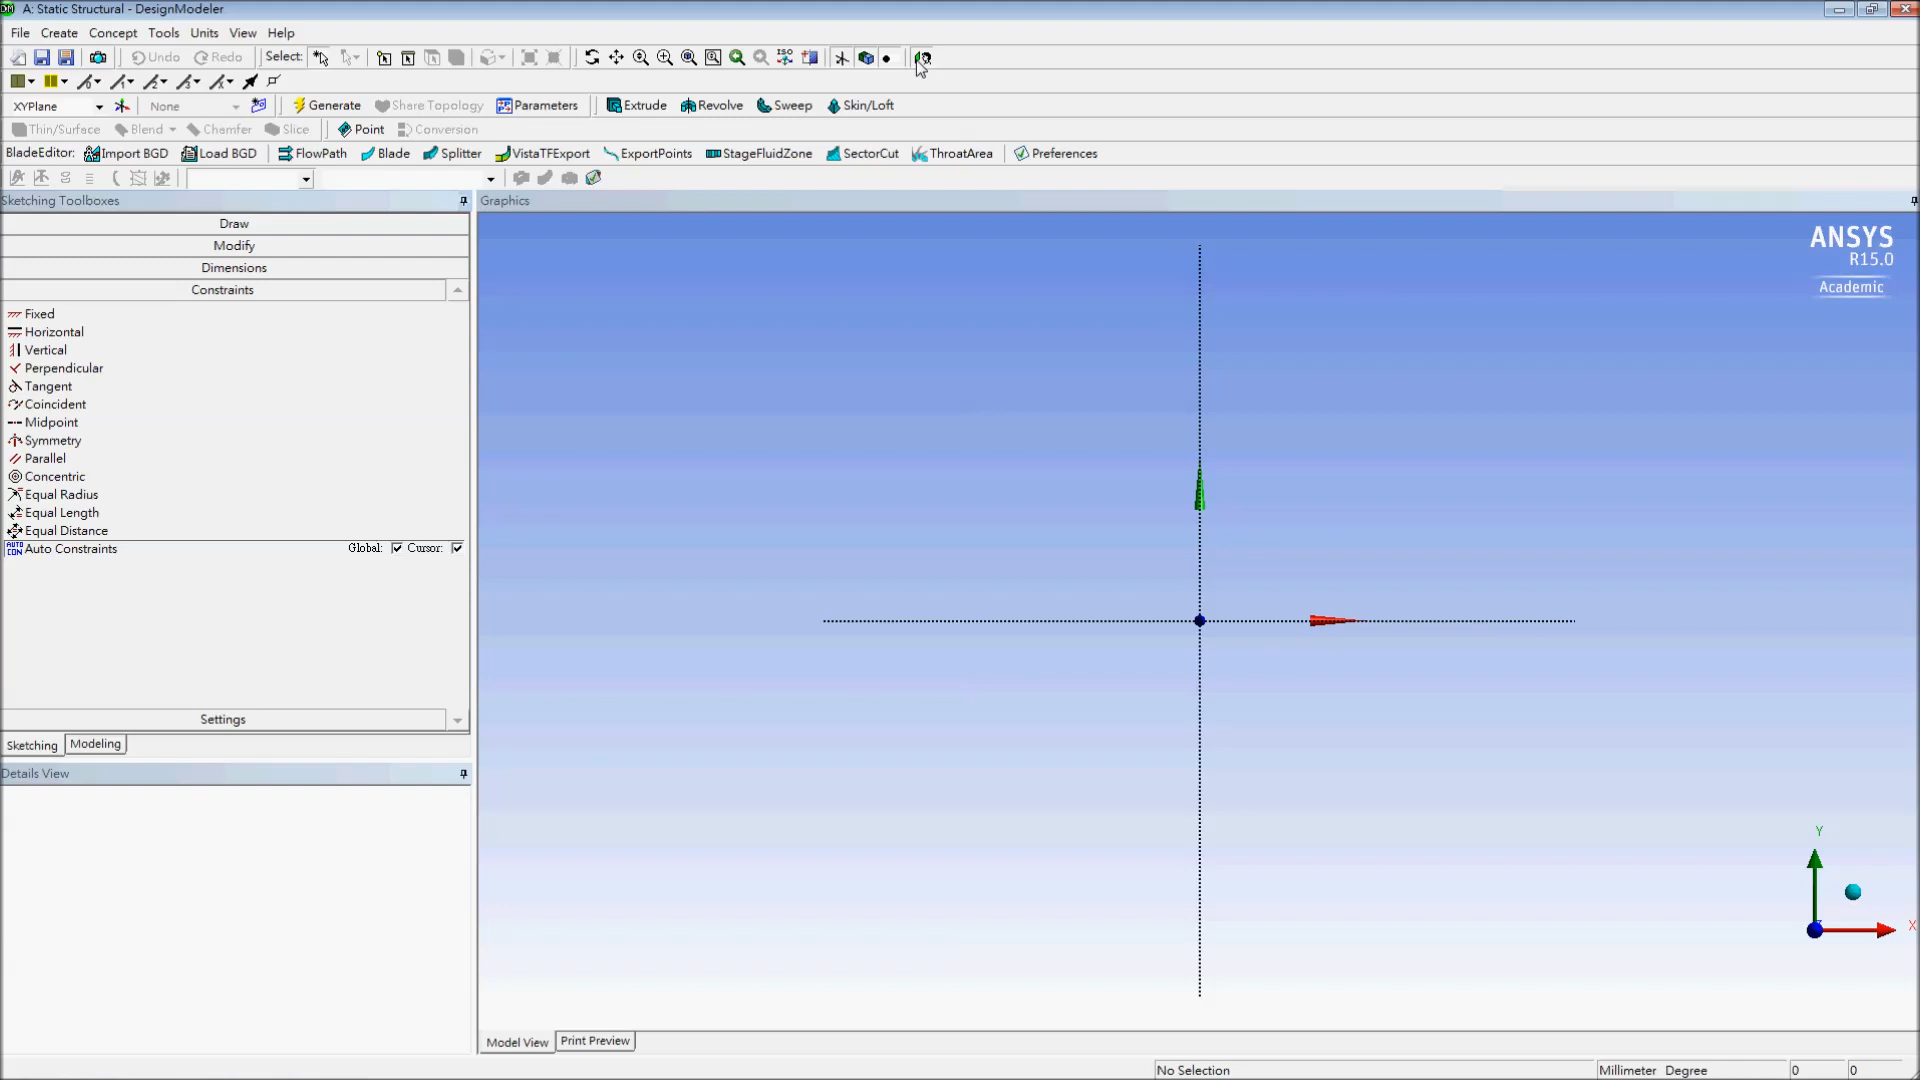 A: Static Structural - DesignModeler
File Create Concept Tools Units View Help
Undo Redo Select: ISO
XYPlane None Generate Share Topology Parameters Extrude Revolve Sweep Skin/Loft
Thin/Surface Blend Chamfer Slice Point Conversion
BladeEditor: Import BGD Load BGD FlowPath Blade Splitter VistaTFExport ExportPoints StageFluidZone SectorCut ThroatArea Preferences
Sketching Toolboxes
Graphics
Draw
Modify
Dimensions
Constraints
Fixed
Horizontal
Vertical
Perpendicular
Tangent
Coincident
Midpoint
Symmetry
Parallel
Concentric
Equal Radius
Equal Length
Equal Distance
AUTO CON Auto Constraints Global: Cursor:
Settings
Sketching Modeling
Details View
ANSYS
R15.0
Academic
Y
X
Model View Print Preview
No Selection Millimeter Degree 0 0